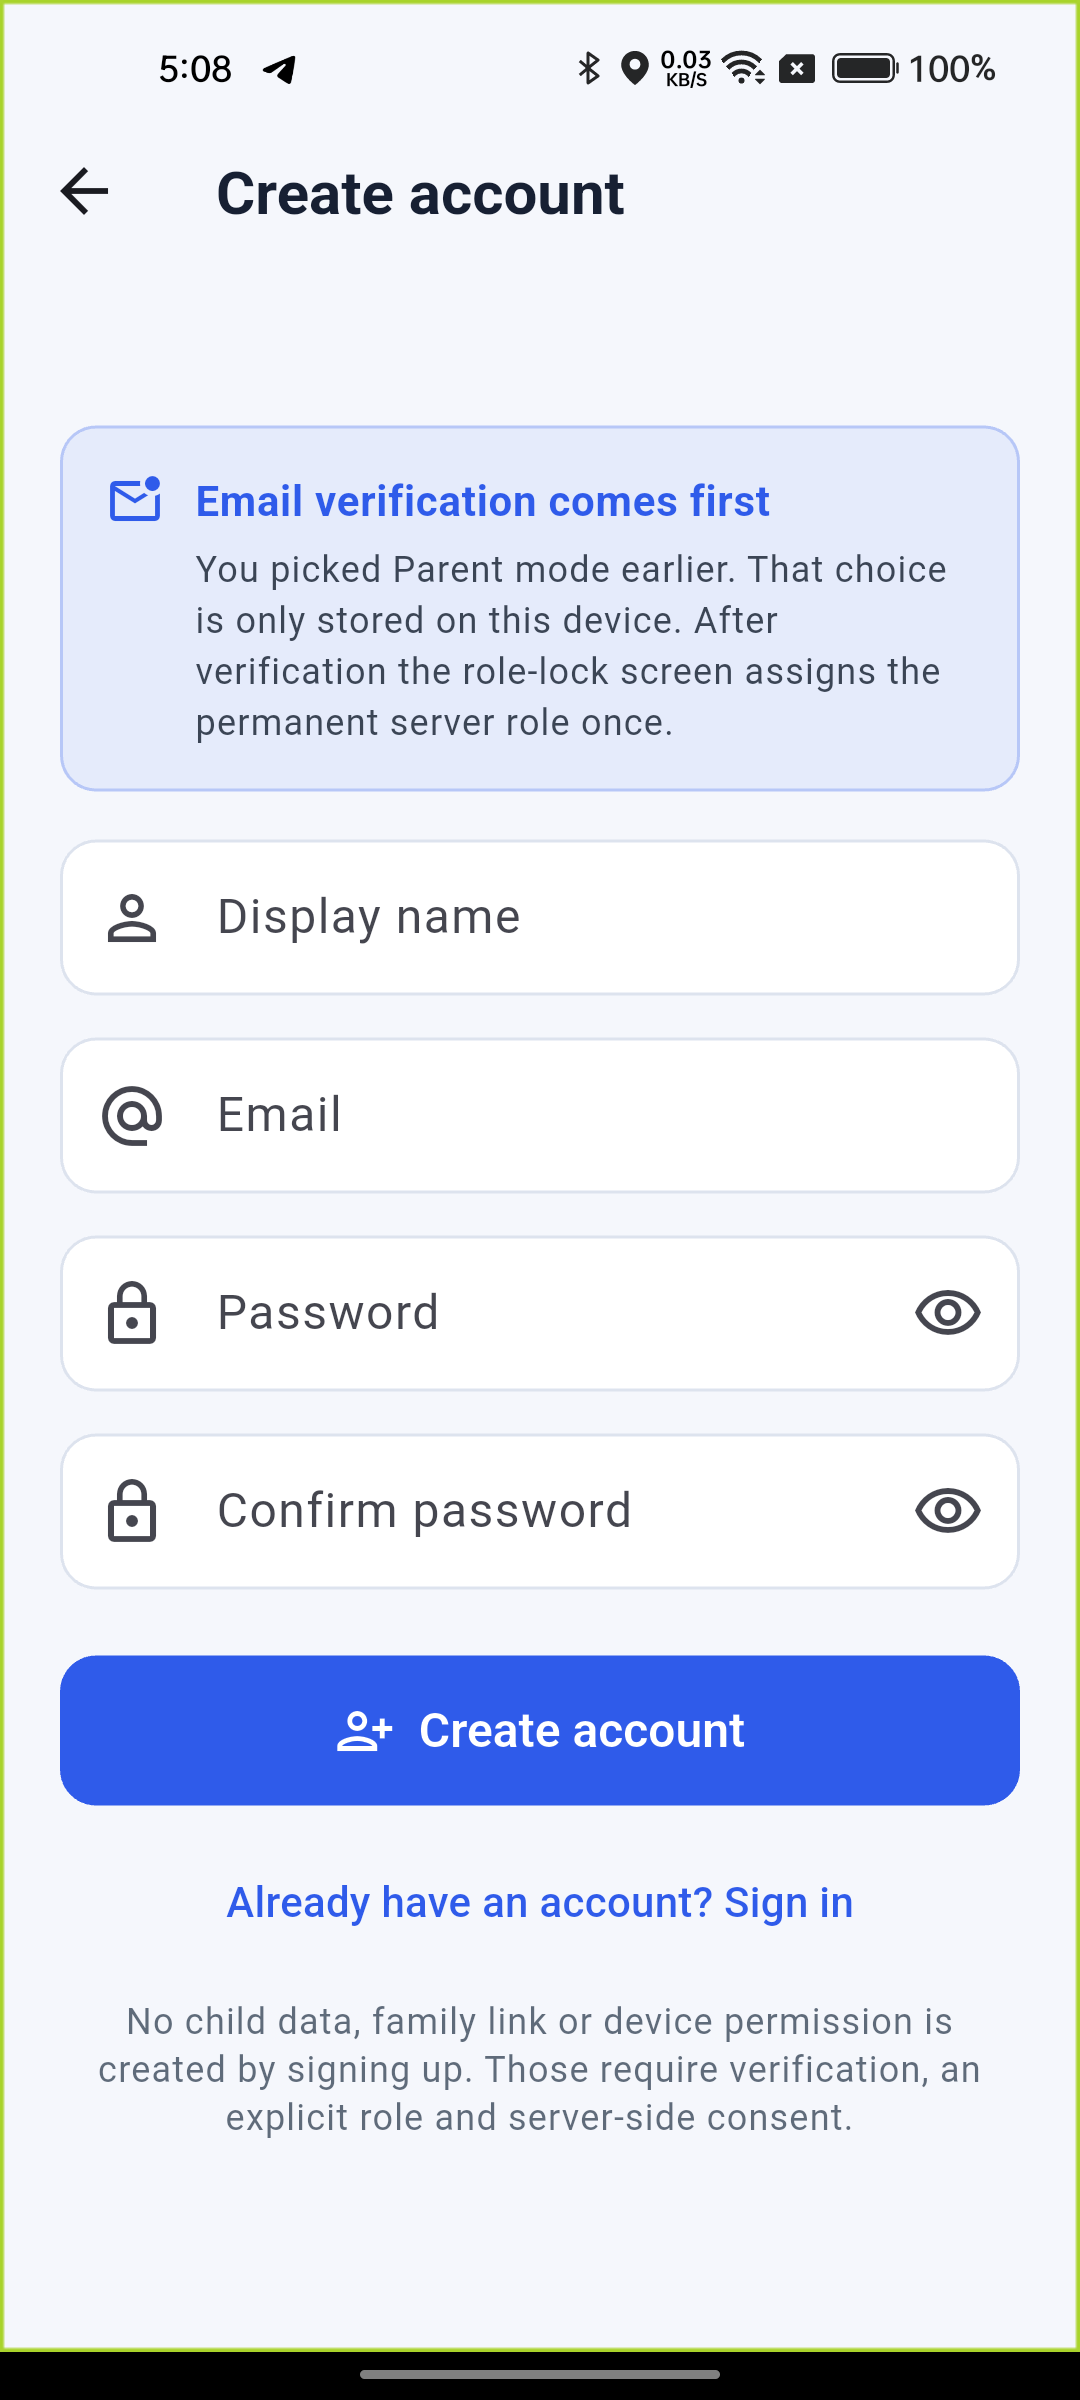 5:08 0.03 KB/S 100%
Create account
Email verification comes first
You picked Parent mode earlier. That choice
is only stored on this device. After
verification the role-lock screen assigns the
permanent server role once.
Display name
Email
Password
Confirm password
Create account
Already have an account? Sign in
No child data, family link or device permission is
created by signing up. Those require verification, an
explicit role and server-side consent.